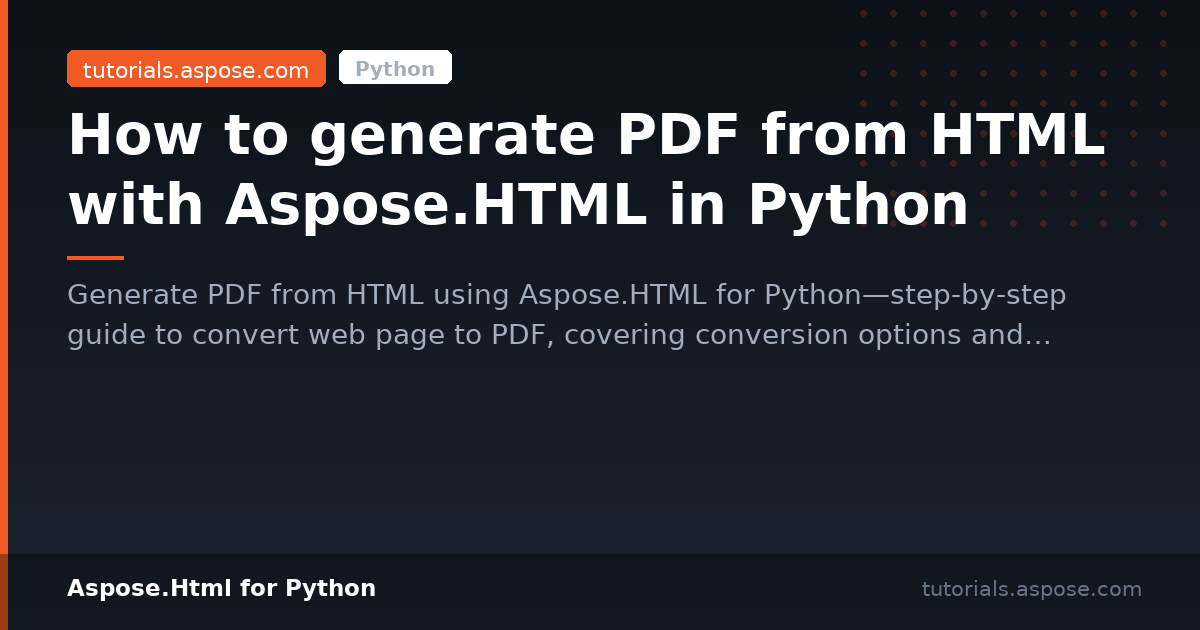 tutorials.aspose.com
Python
How to generate PDF from HTML
with Aspose.HTML in Python
Generate PDF from HTML using Aspose.HTML for Python—step-by-step
guide to convert web page to PDF, covering conversion options and…
Aspose.Html for Python
tutorials.aspose.com